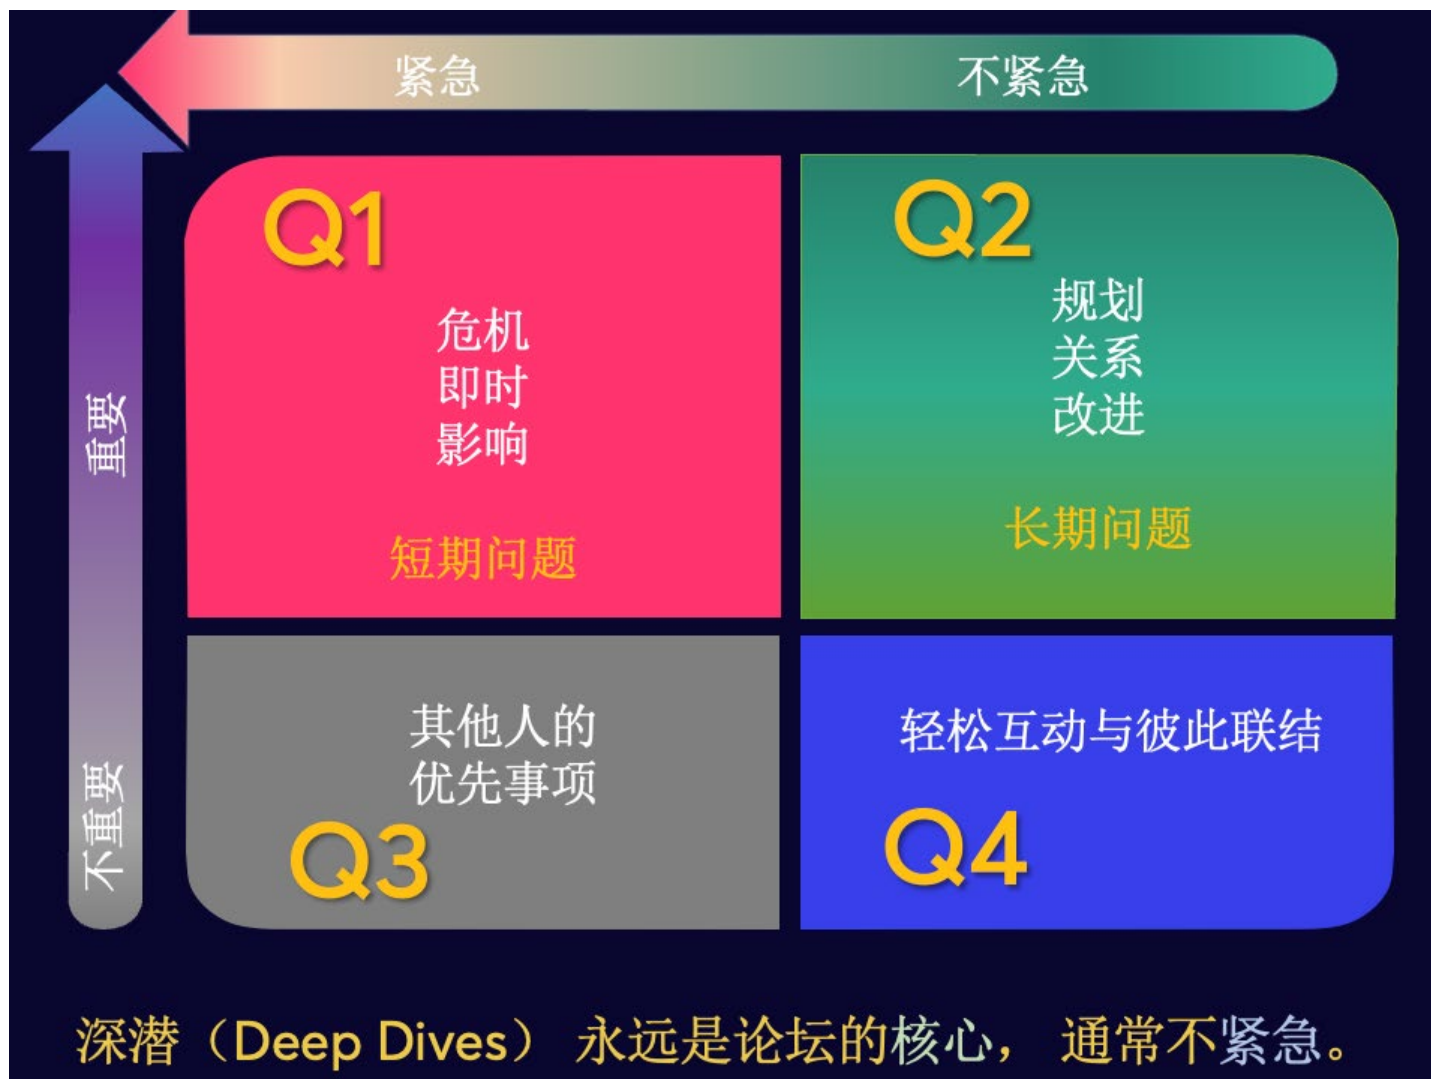 紧急
不紧急
重要
不重要
Q1
危机
即时
影响
短期问题
Q2
规划
关系
改进
长期问题
其他人的
优先事项
Q3
轻松互动与彼此联结
Q4
深潜（Deep Dives） 永远是论坛的核心， 通常不紧急。